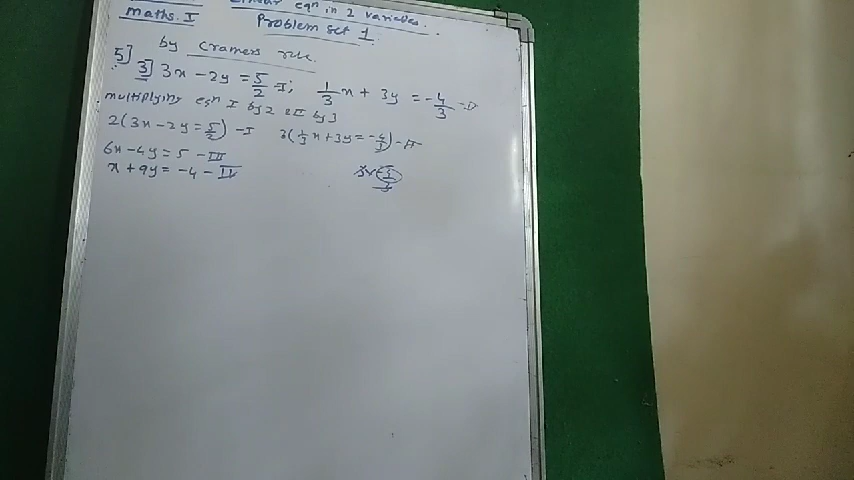 Linear eqn in 2 variables.
Maths. I
Problem set 1
by Cramers rule.
5] 3] 3x - 2y = 5/2 - I; 1/3 x + 3y = -4/3 - II
multiplying eqn I by 2 & II by 3
2(3x - 2y = 5/2) - I 3(1/3 x + 3y = -4/3) - II
6x - 4y = 5 - III
x + 9y = -4 - IV